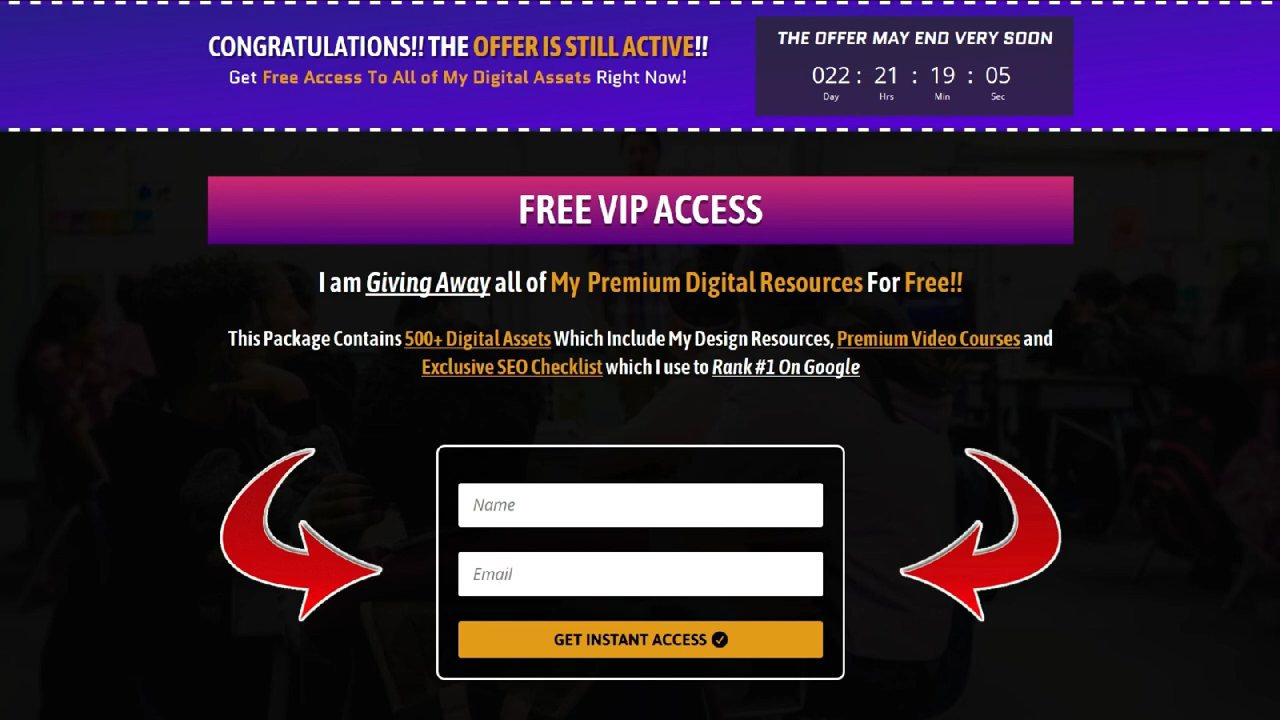 CONGRATULATIONS!! THE OFFER IS STILL ACTIVE!!
Get Free Access To All of My Digital Assets Right Now!
THE OFFER MAY END VERY SOON
022 : 21 : 19 : 05
Day Hrs Min Sec
FREE VIP ACCESS
I am Giving Away all of My Premium Digital Resources For Free!!
This Package Contains 500+ Digital Assets Which Include My Design Resources, Premium Video Courses and
Exclusive SEO Checklist which I use to Rank #1 On Google
Name
Email
GET INSTANT ACCESS